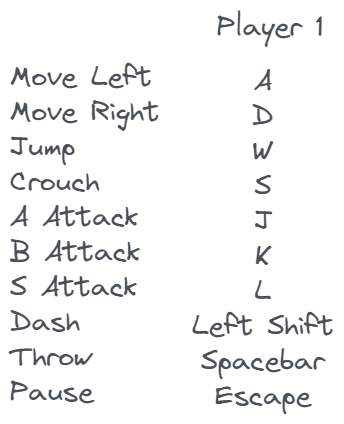 Player 1
Move Left A
Move Right D
Jump W
Crouch S
A Attack J
B Attack K
S Attack L
Dash Left Shift
Throw Spacebar
Pause Escape